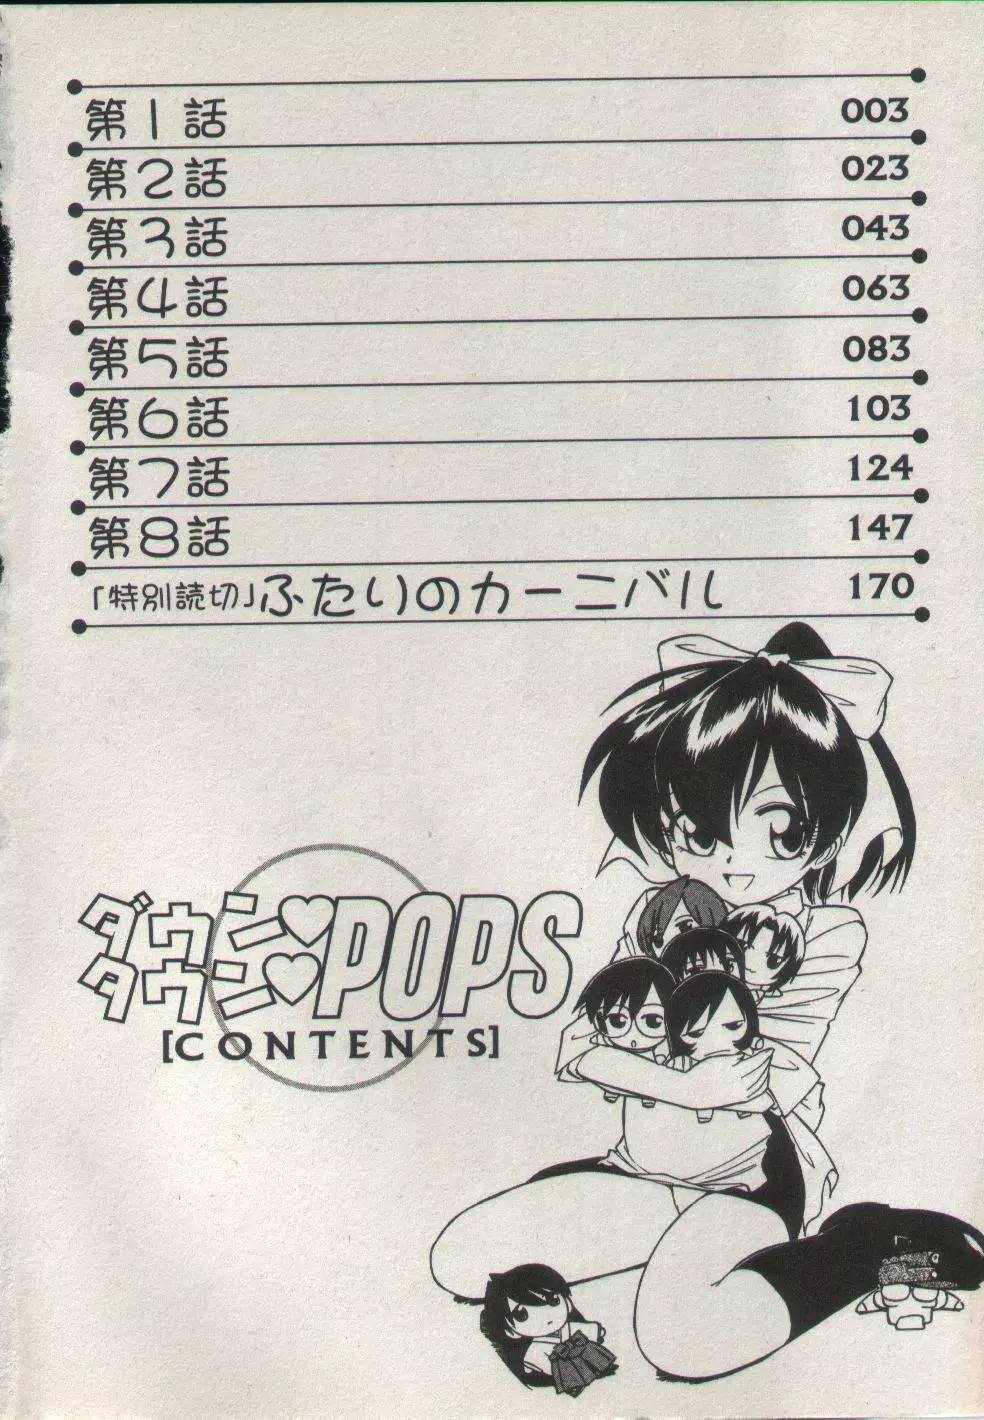 第1話 003
第2話 023
第3話 043
第4話 063
第5話 083
第6話 103
第7話 124
第8話 147
「特別読切」ふたりのカーニバル 170
ダウン♡
タウン♡POPS
[CONTENTS]